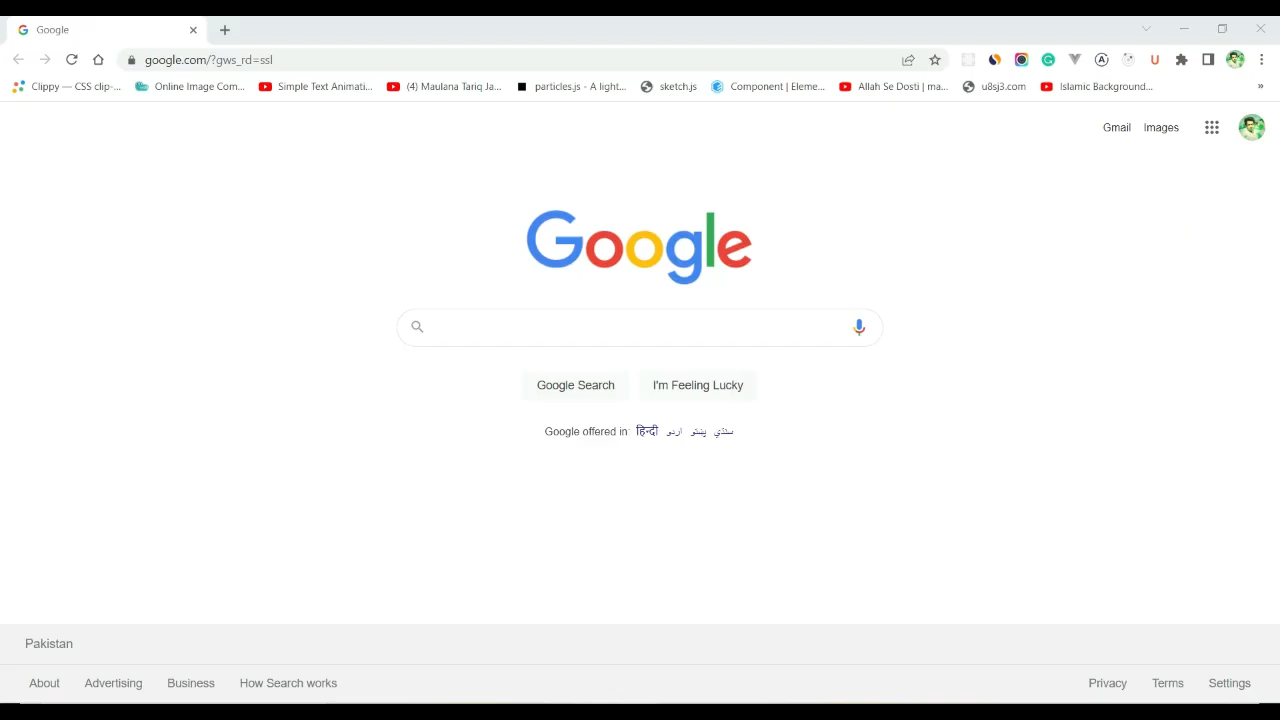 Google
google.com/?gws_rd=ssl
Clippy — CSS clip-... Online Image Com... Simple Text Animati... (4) Maulana Tariq Ja... particles.js - A light... sketch.js Component | Eleme... Allah Se Dosti | ma... u8sj3.com Islamic Background... »
Gmail Images
Google
Google Search I'm Feeling Lucky
Google offered in: हिन्दी اردو پښتو سنڌي
Pakistan
About Advertising Business How Search works Privacy Terms Settings